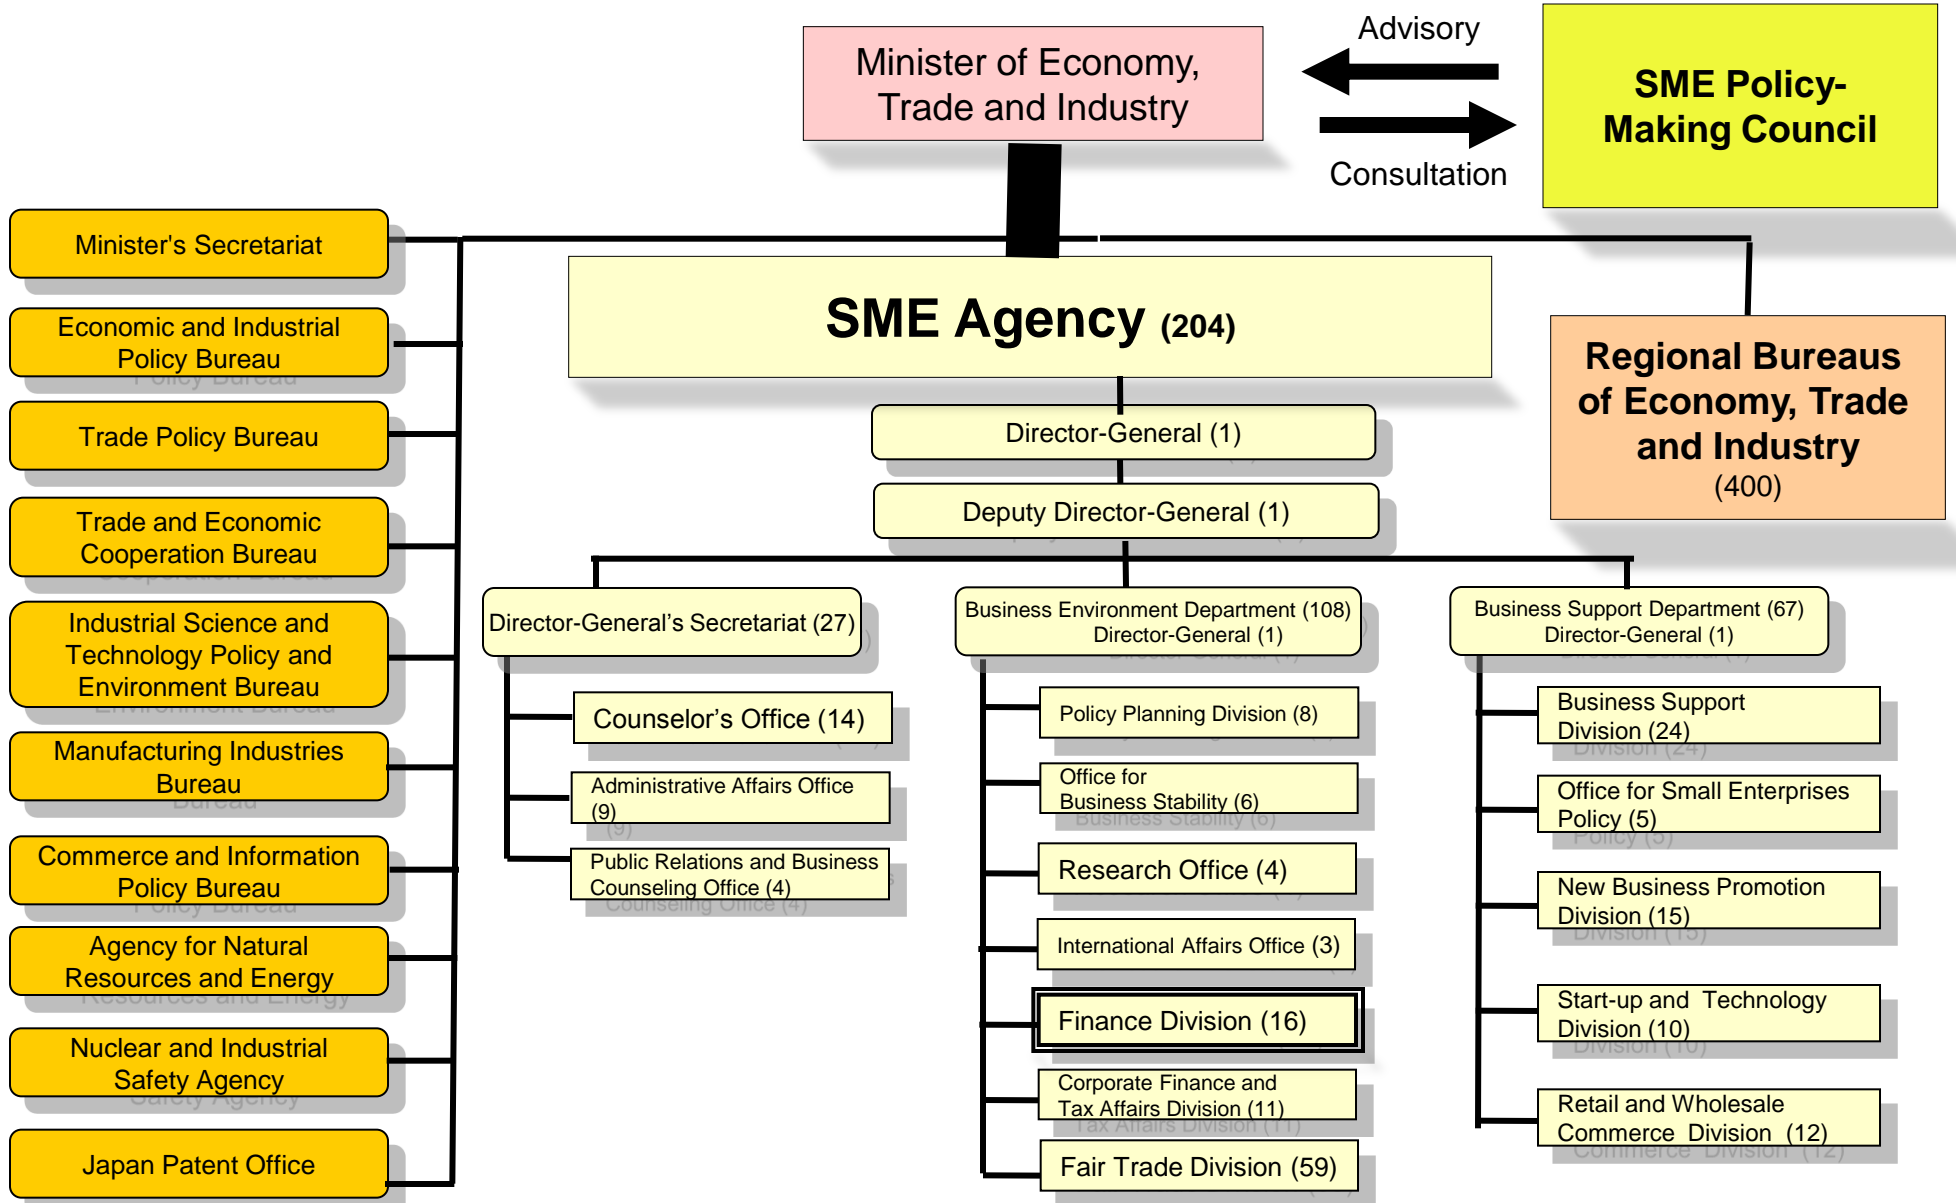 Advisory
Minister of Economy,
Trade and Industry
SME Policy-
Making Council
Consultation
Minister's Secretariat
Economic and Industrial
Policy Bureau
Trade Policy Bureau
Trade and Economic
Cooperation Bureau
Industrial Science and
Technology Policy and
Environment Bureau
Manufacturing Industries
Bureau
Commerce and Information
Policy Bureau
Agency for Natural
Resources and Energy
Nuclear and Industrial
Safety Agency
Japan Patent Office
SME Agency (204)
Regional Bureaus
of Economy, Trade
and Industry
(400)
Director-General (1)
Deputy Director-General (1)
Director-General’s Secretariat (27)
Counselor’s Office (14)
Administrative Affairs Office
(9)
Public Relations and Business
Counseling Office (4)
Business Environment Department (108)
Director-General (1)
Policy Planning Division (8)
Office for
Business Stability (6)
Research Office (4)
International Affairs Office (3)
Finance Division (16)
Corporate Finance and
Tax Affairs Division (11)
Fair Trade Division (59)
Business Support Department (67)
Director-General (1)
Business Support
Division (24)
Office for Small Enterprises
Policy (5)
New Business Promotion
Division (15)
Start-up and Technology
Division (10)
Retail and Wholesale
Commerce Division (12)